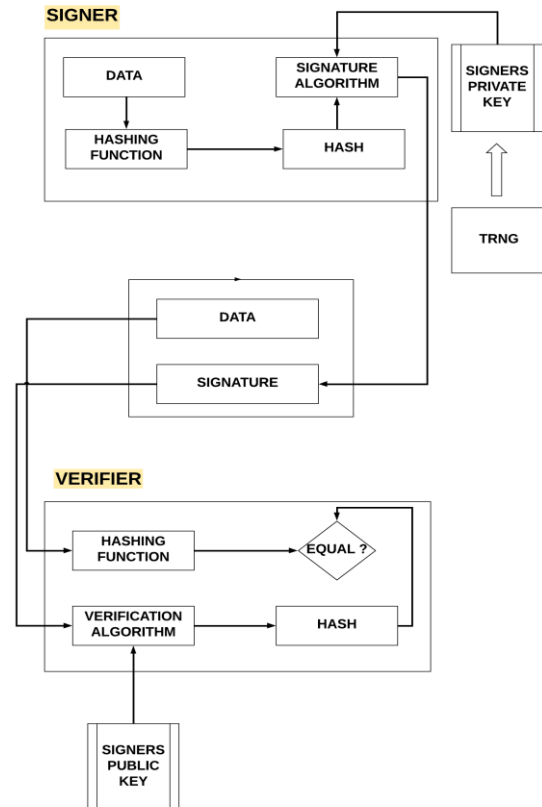 SIGNER
DATA
SIGNATURE
ALGORITHM
SIGNERS
PRIVATE
KEY
HASHING
FUNCTION
HASH
TRNG
DATA
SIGNATURE
VERIFIER
HASHING
FUNCTION
EQUAL ?
VERIFICATION
ALGORITHM
HASH
SIGNERS
PUBLIC
KEY